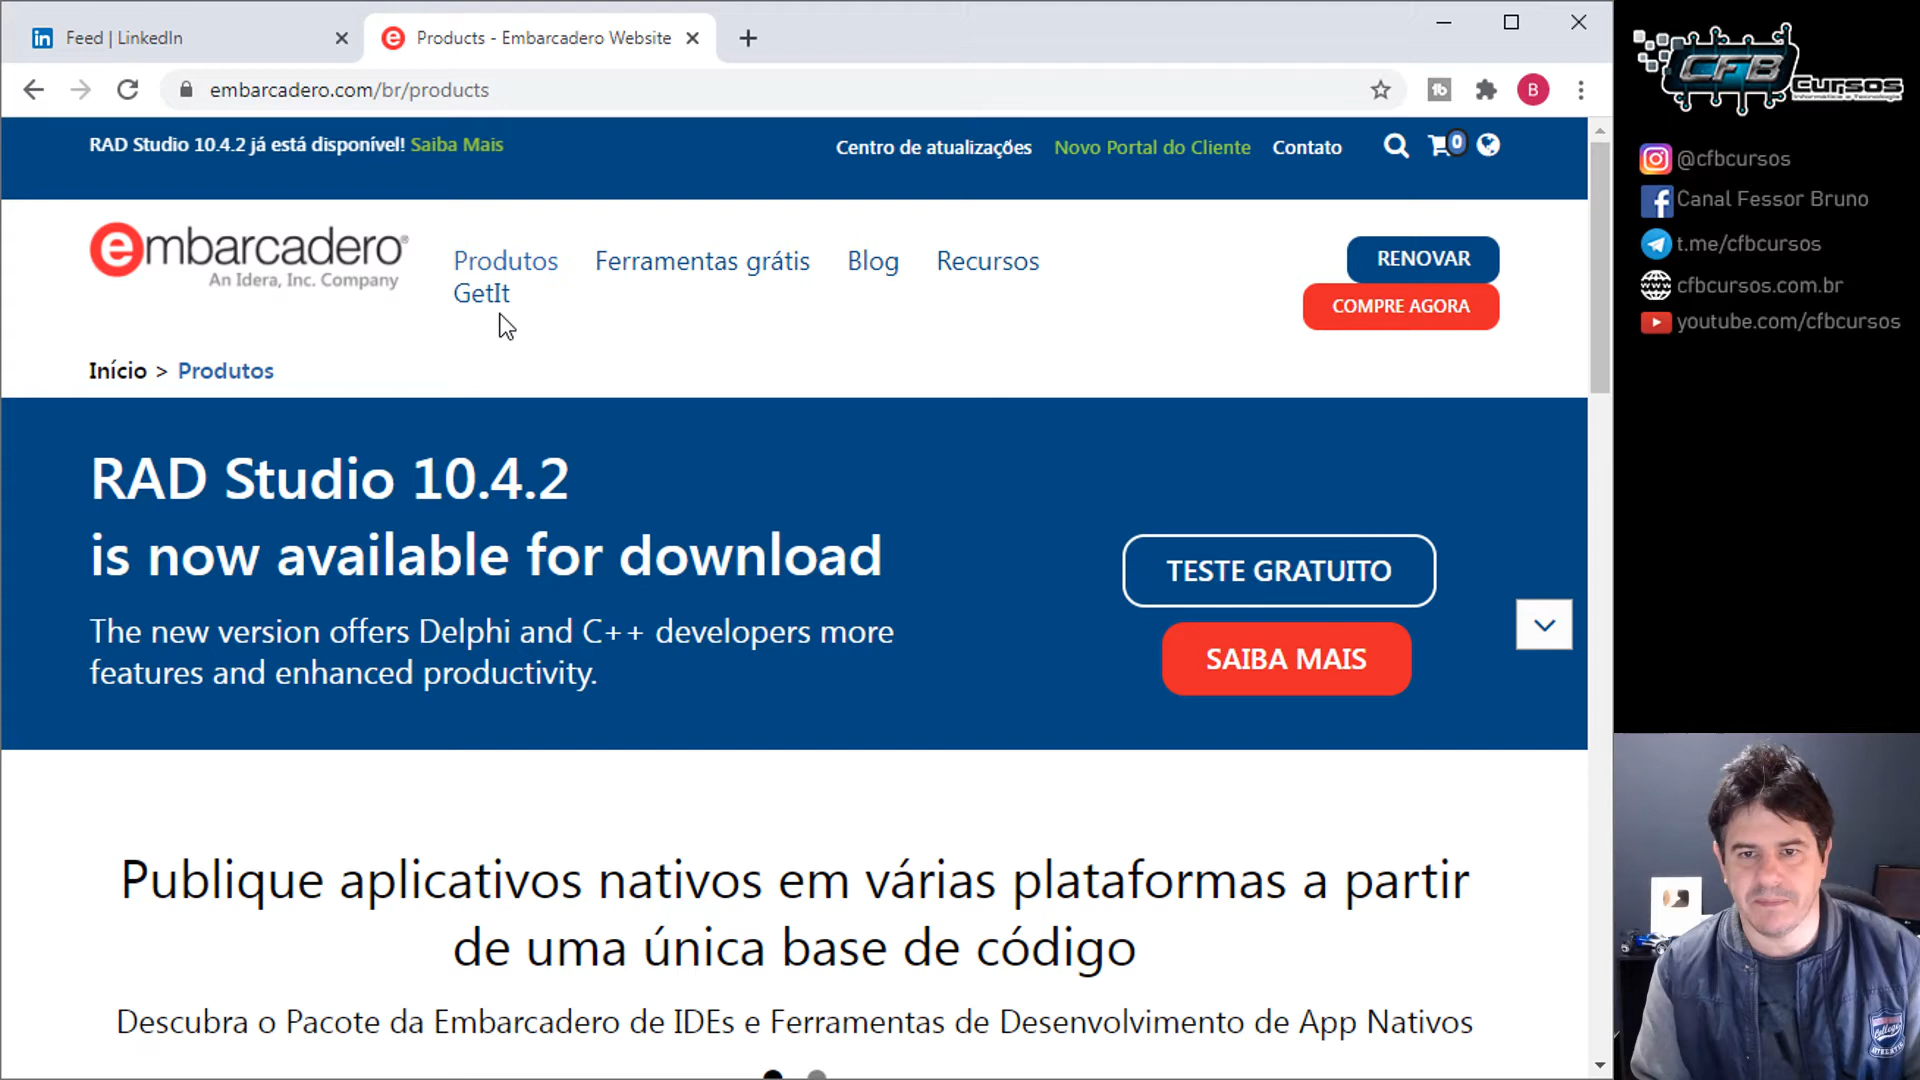 Feed | LinkedIn
Products - Embarcadero Website
embarcadero.com/br/products
RAD Studio 10.4.2 já está disponível! Saiba Mais
Centro de atualizações
Novo Portal do Cliente
Contato
0
embarcadero®
An Idera, Inc. Company
Produtos
Ferramentas grátis
Blog
Recursos
GetIt
RENOVAR
COMPRE AGORA
Início > Produtos
RAD Studio 10.4.2
is now available for download
The new version offers Delphi and C++ developers more
features and enhanced productivity.
TESTE GRATUITO
SAIBA MAIS
Publique aplicativos nativos em várias plataformas a partir
de uma única base de código
Descubra o Pacote da Embarcadero de IDEs e Ferramentas de Desenvolvimento de App Nativos
B
CFB
Cursos
Informática e Tecnologia
@cfbcursos
Canal Fessor Bruno
t.me/cfbcursos
cfbcursos.com.br
youtube.com/cfbcursos